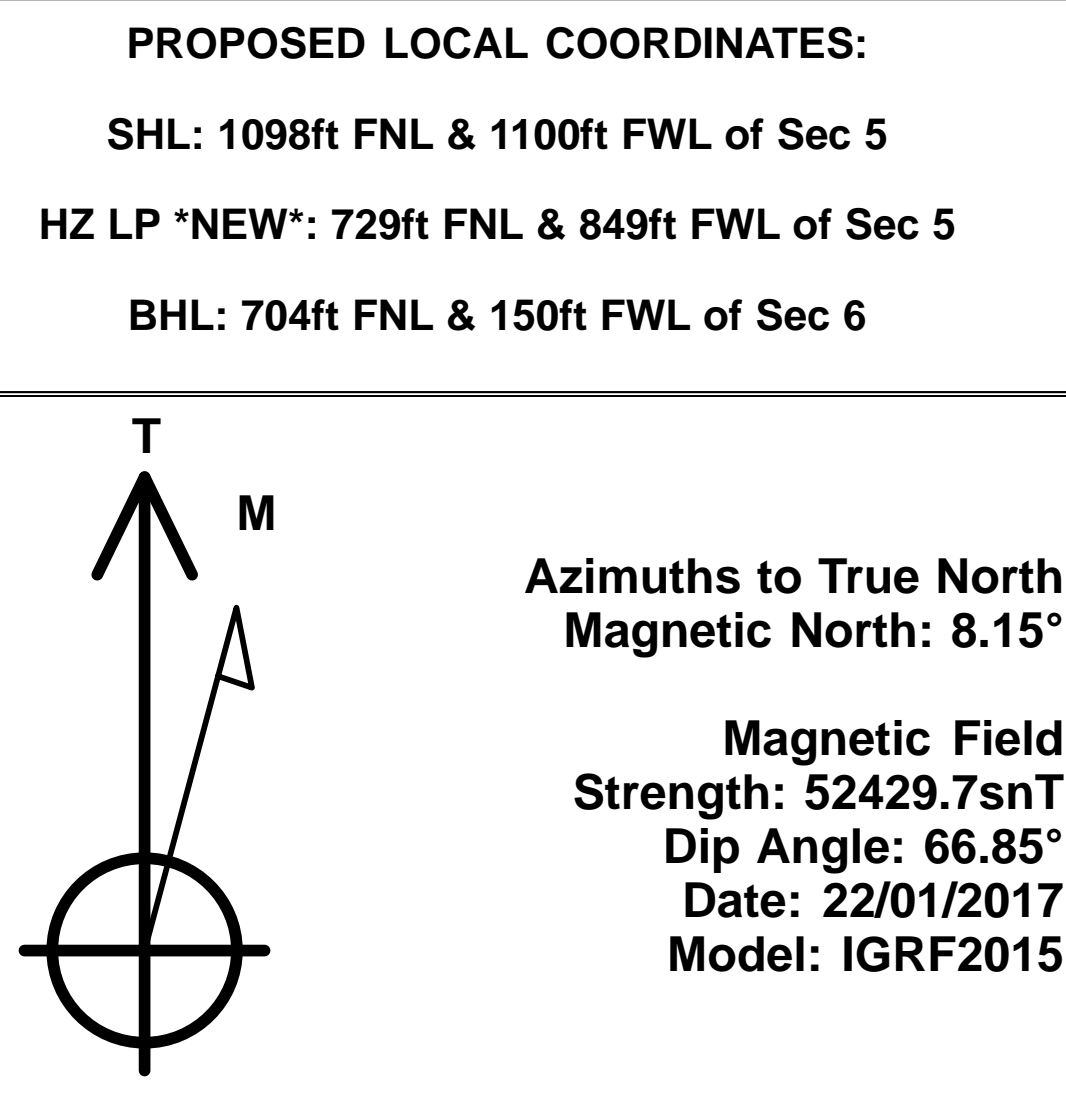 PROPOSED LOCAL COORDINATES:
SHL: 1098ft FNL & 1100ft FWL of Sec 5
HZ LP *NEW*: 729ft FNL & 849ft FWL of Sec 5
BHL: 704ft FNL & 150ft FWL of Sec 6
T
M
Azimuths to True North
Magnetic North: 8.15°
Magnetic Field
Strength: 52429.7snT
Dip Angle: 66.85°
Date: 22/01/2017
Model: IGRF2015